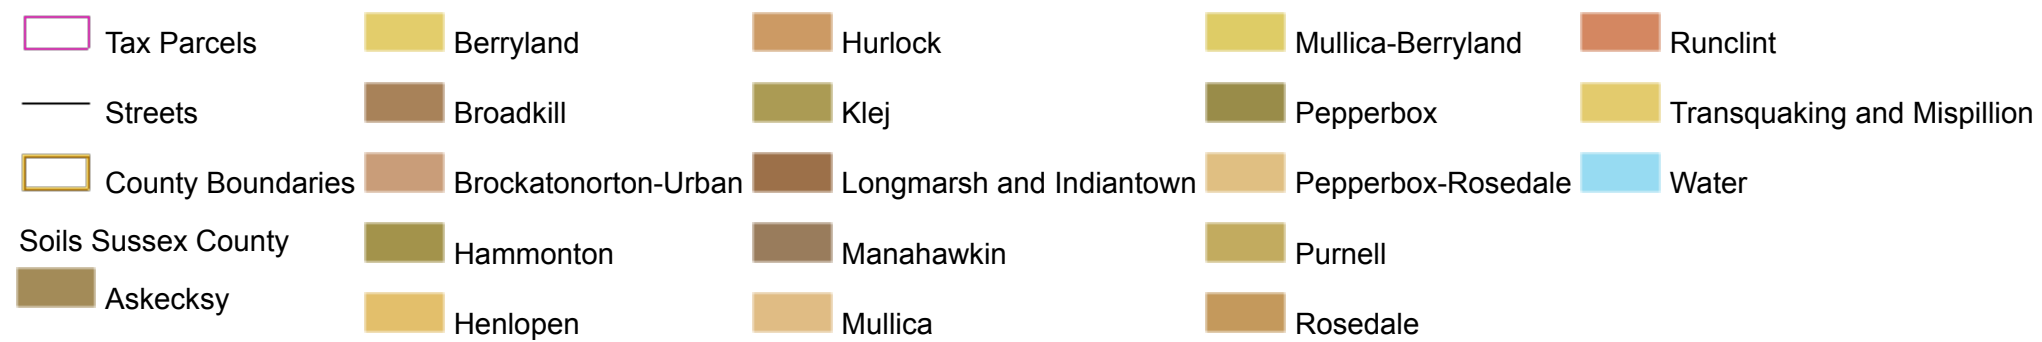 Tax Parcels
Streets
County Boundaries
Soils Sussex County
Askecksy
Berryland
Broadkill
Brockatonorton-Urban
Hammonton
Henlopen
Hurlock
Klej
Longmarsh and Indiantown
Manahawkin
Mullica
Mullica-Berryland
Pepperbox
Pepperbox-Rosedale
Purnell
Rosedale
Runclint
Transquaking and Mispillion
Water